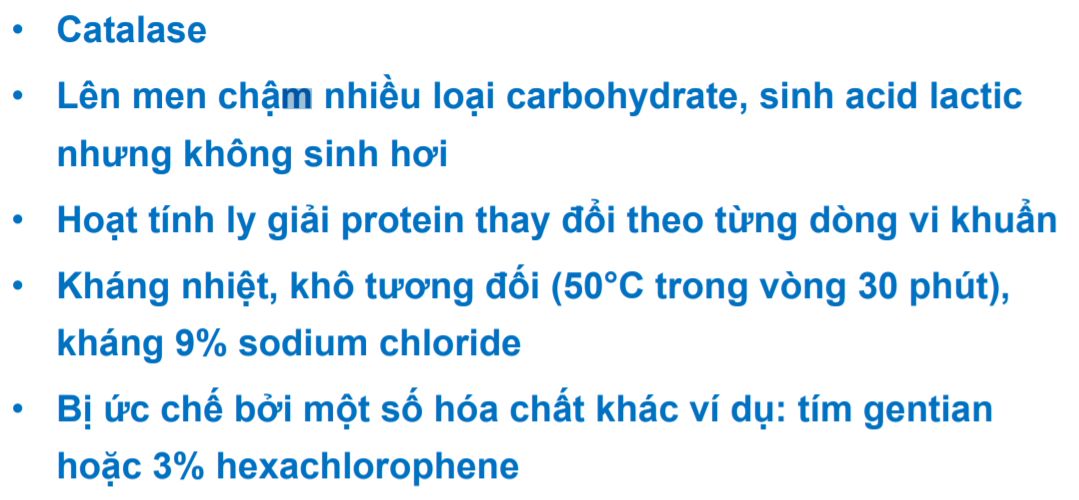 • Catalase
• Lên men chậm nhiều loại carbohydrate, sinh acid lactic
nhưng không sinh hơi
• Hoạt tính ly giải protein thay đổi theo từng dòng vi khuẩn
• Kháng nhiệt, khô tương đối (50°C trong vòng 30 phút),
kháng 9% sodium chloride
• Bị ức chế bởi một số hóa chất khác ví dụ: tím gentian
hoặc 3% hexachlorophene